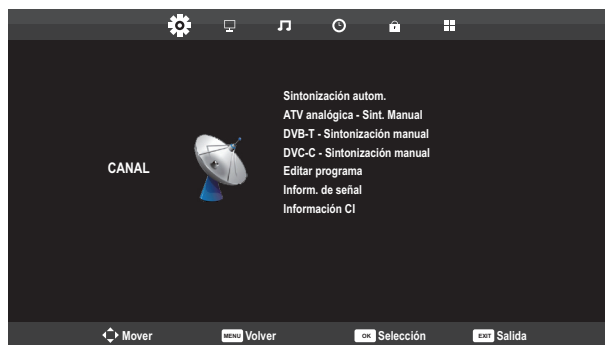 Sintonización autom.
ATV analógica - Sint. Manual
DVB-T - Sintonización manual
DVC-C - Sintonización manual
CANAL
Editar programa
Inform. de señal
Información CI
Mover MENU Volver OK Selección EXIT Salida